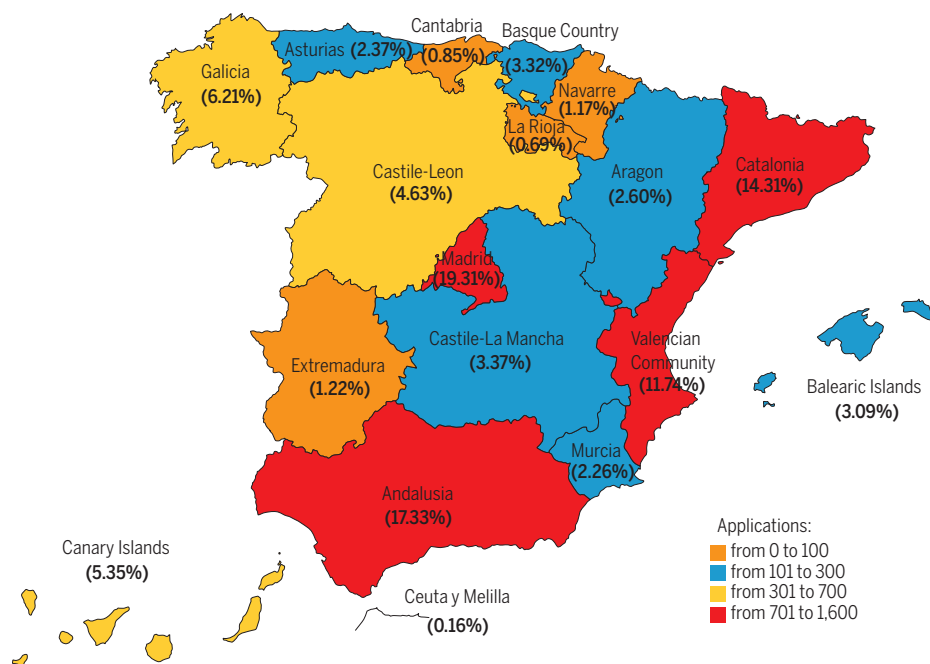 Cantabria
(0.85%)
Basque Country
(3.32%)
Asturias (2.37%)
Galicia
(6.21%)
Navarre
(1.17%)
La Rioja
(0.69%)
Castile-Leon
(4.63%)
Aragon
(2.60%)
Catalonia
(14.31%)
Madrid
(19.31%)
Castile-La Mancha
(3.37%)
Valencian
Community
(11.74%)
Extremadura
(1.22%)
Balearic Islands
(3.09%)
Murcia
(2.26%)
Andalusia
(17.33%)
Canary Islands
(5.35%)
Ceuta y Melilla
(0.16%)
Applications:
from 0 to 100
from 101 to 300
from 301 to 700
from 701 to 1,600